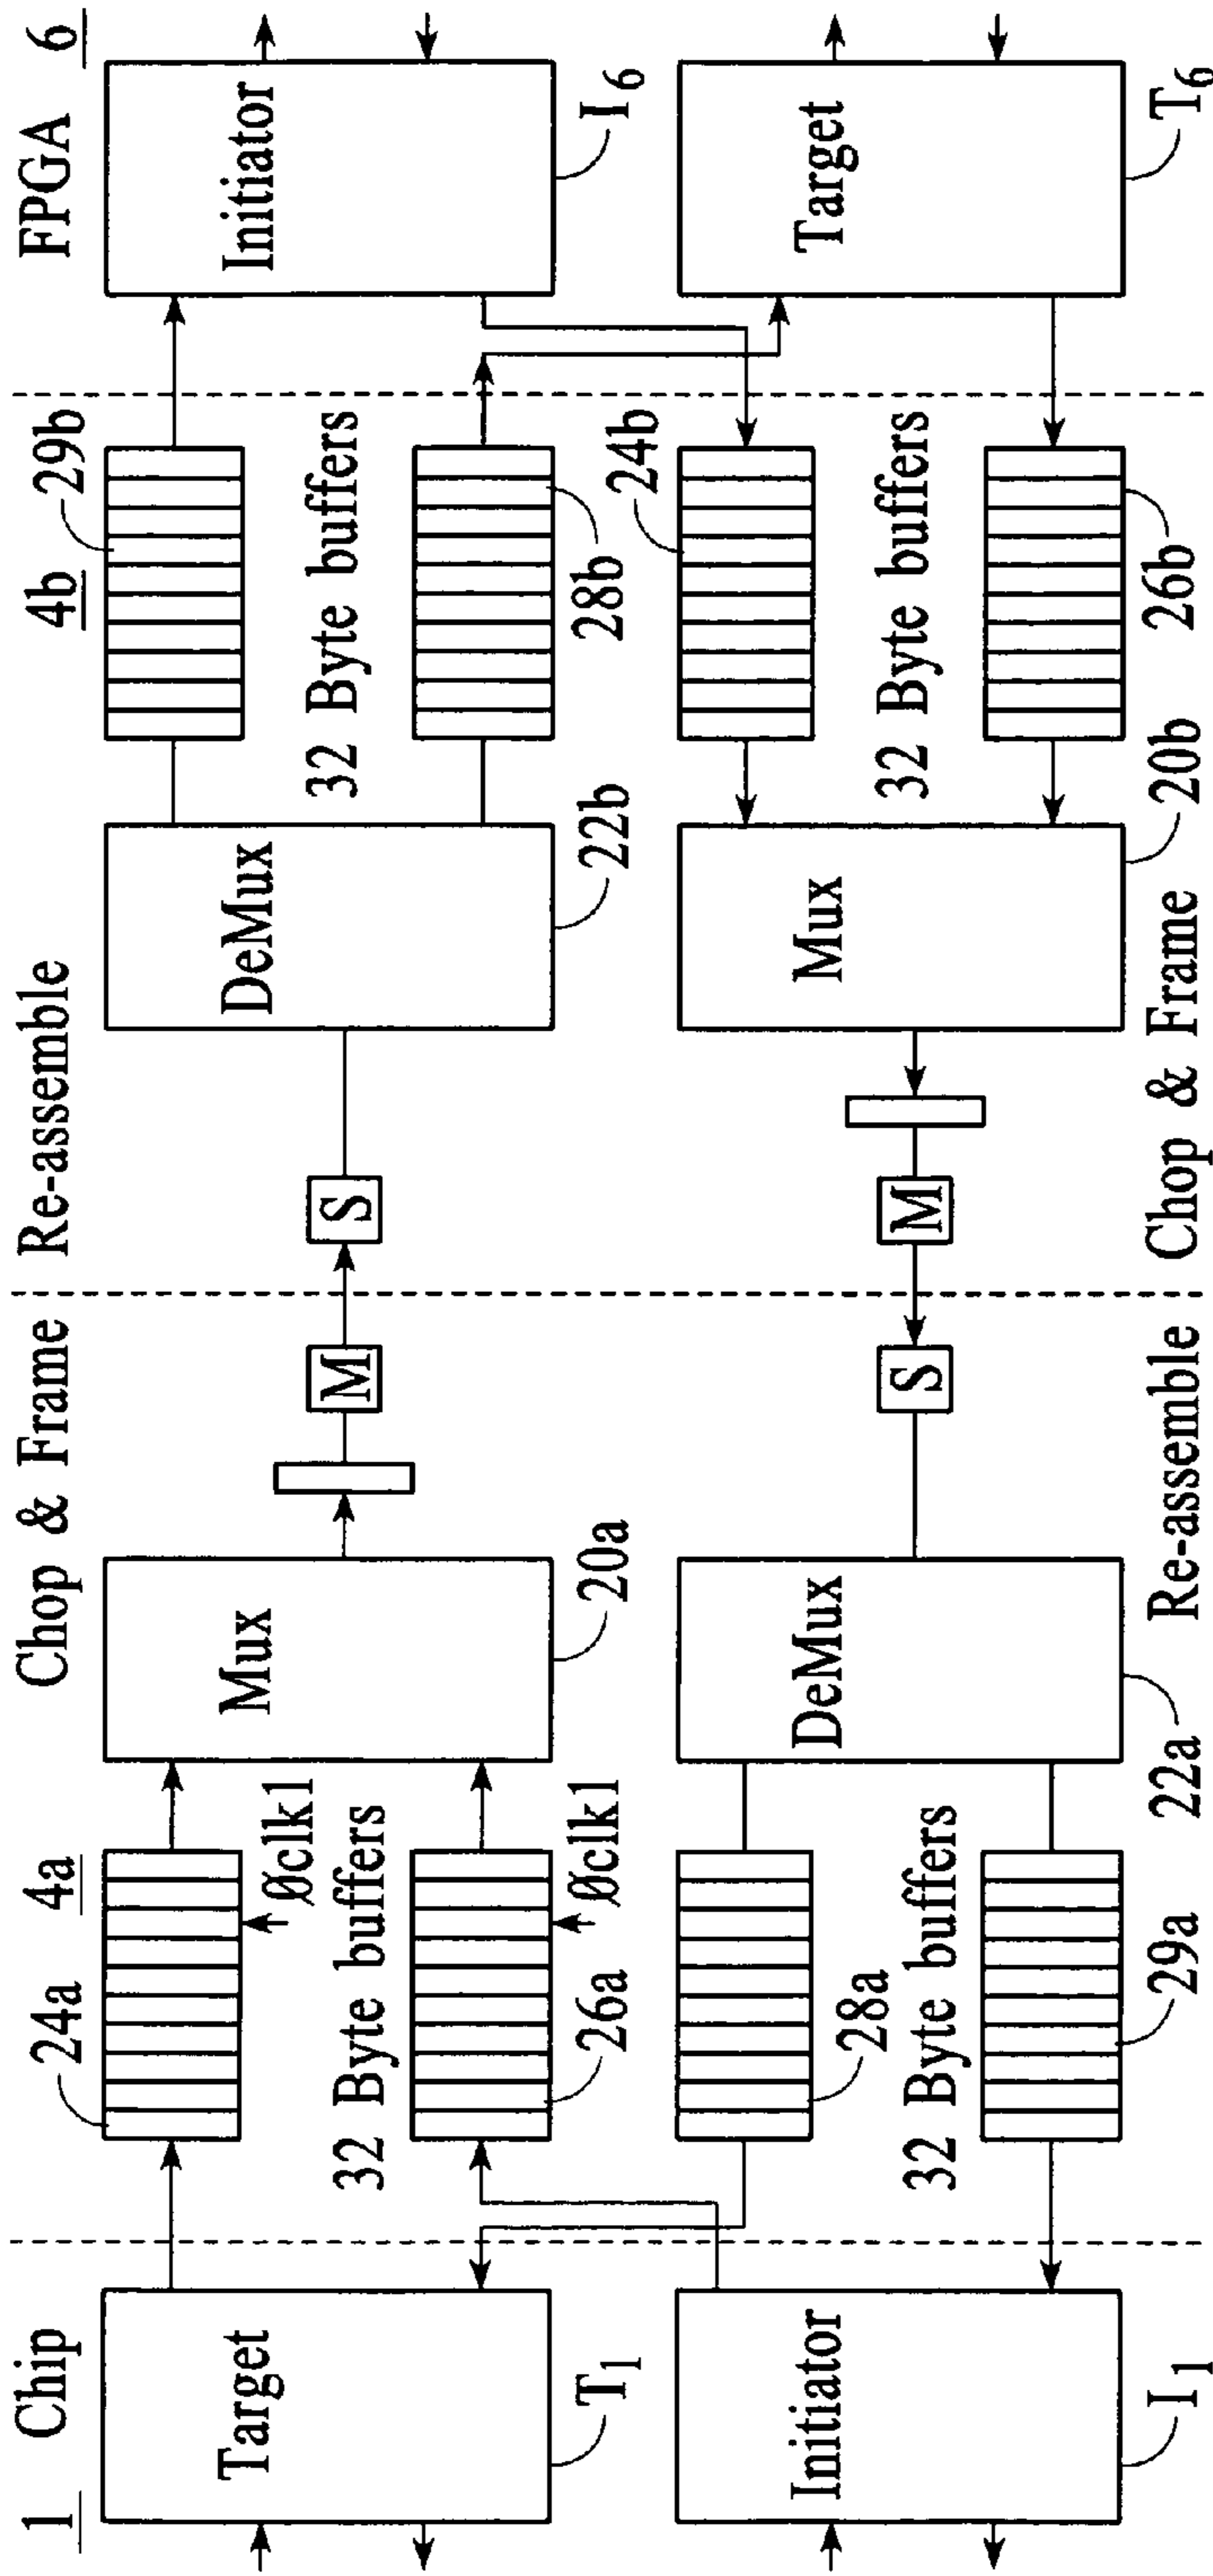 1 Chip
Chop & Frame
Re-assemble
FPGA 6
24a
4a
4b
29b
Target
T1
Øclk1
Mux
20a
M
S
DeMux
22b
Initiator
I6
32 Byte buffers
Øclk1
26a
32 Byte buffers
28b
Initiator
I1
28a
DeMux
22a
S
M
Mux
20b
24b
Target
T6
32 Byte buffers
29a
32 Byte buffers
26b
Re-assemble
Chop & Frame